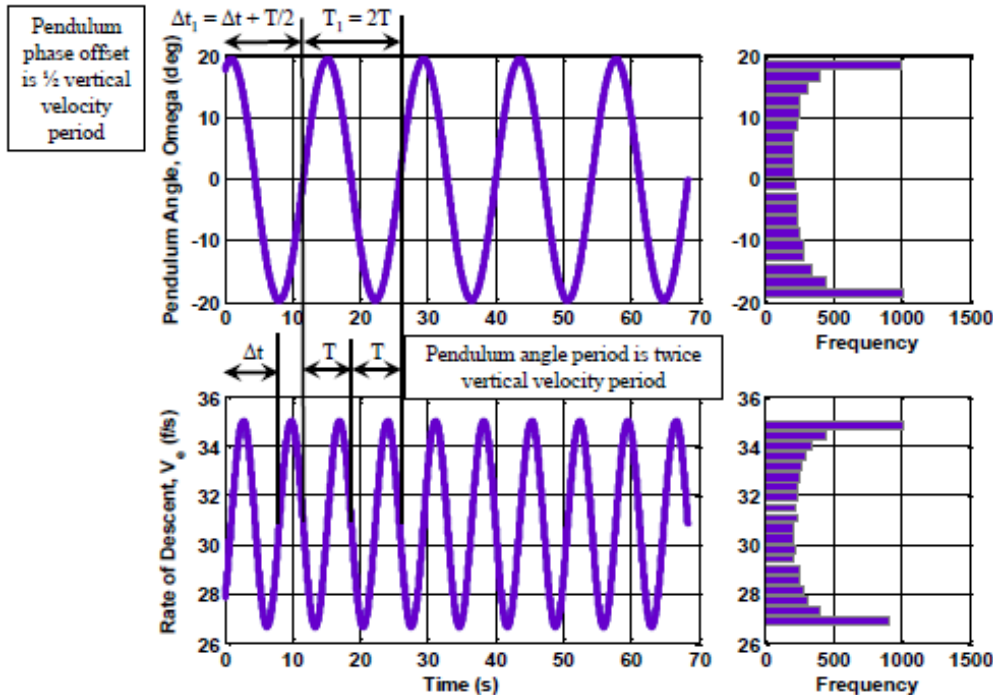 Pendulum
phase offset
is ½ vertical
velocity
period
Δt₁ = Δt + T/2
T₁ = 2T
Pendulum Angle, Omega (deg)
20
10
0
-10
-20
0 10 20 30 40 50 60 70
20
10
0
-10
-20
0 500 1000 1500
Frequency
Δt
T
T
Pendulum angle period is twice
vertical velocity period
Rate of Descent, Vₑ (f/s)
36
34
32
30
28
26
0 10 20 30 40 50 60 70
Time (s)
36
34
32
30
28
26
0 500 1000 1500
Frequency